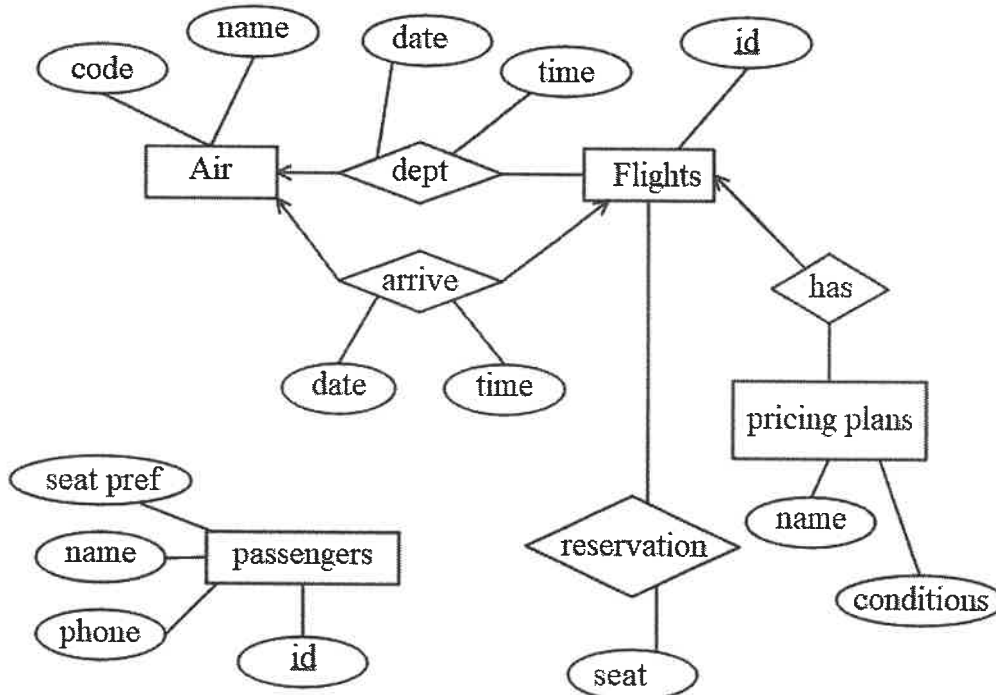 name
date
id
code
time
Air
dept
Flights
arrive
has
date
time
pricing plans
seat pref
name
name
passengers
reservation
conditions
phone
id
seat